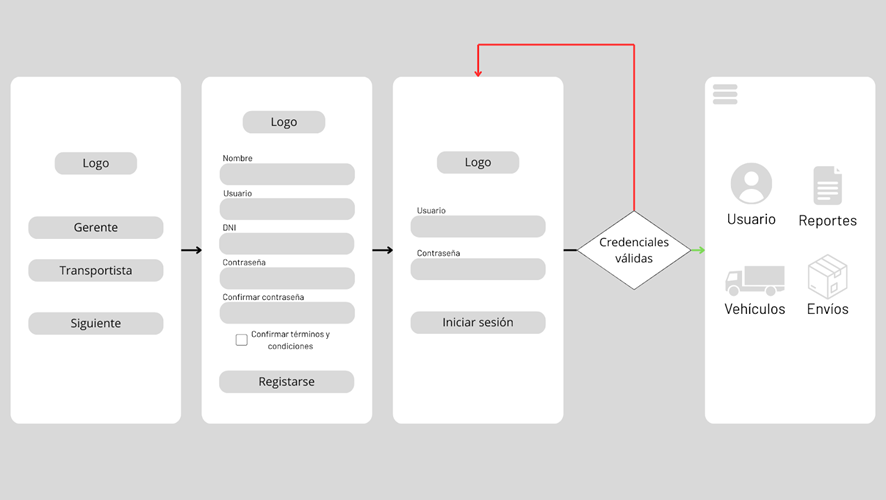 Logo
Gerente
Transportista
Siguiente
Logo
Nombre
Usuario
DNI
Contraseña
Confirmar contraseña
Confirmar términos y
condiciones
Registarse
Logo
Usuario
Contraseña
Iniciar sesión
Credenciales
válidas
Usuario
Reportes
Vehículos
Envíos